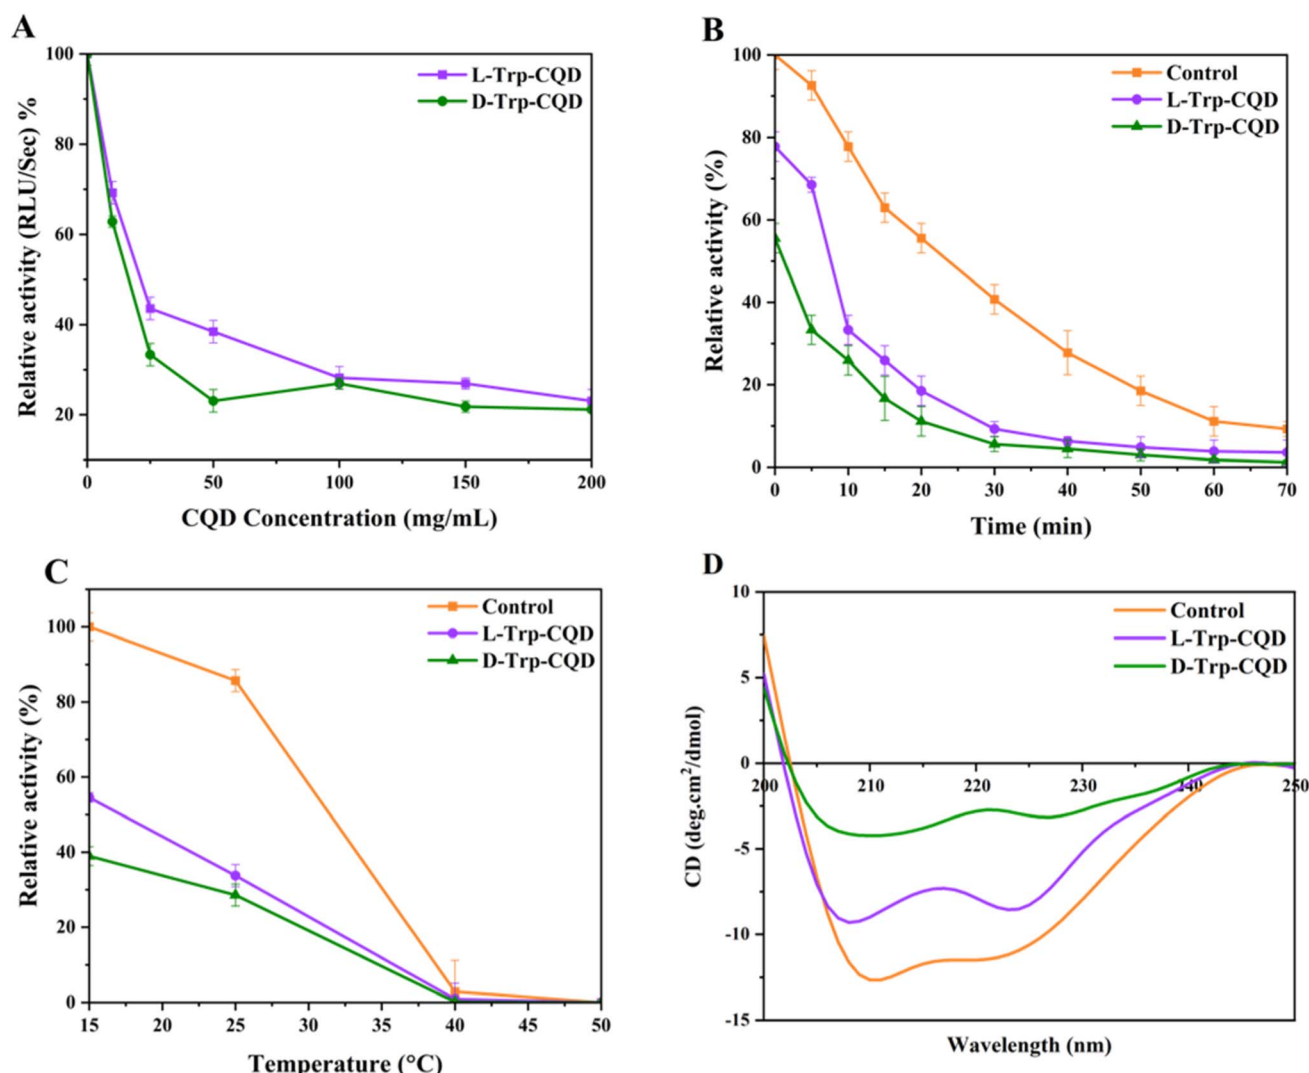 A
100
80
60
40
20
0
50
100
150
200
Relative activity (RLU/Sec) %
CQD Concentration (mg/mL)
L-Trp-CQD
D-Trp-CQD
B
100
80
60
40
20
0
0
10
20
30
40
50
60
70
Relative activity (%)
Time (min)
Control
L-Trp-CQD
D-Trp-CQD
C
100
80
60
40
20
0
15
20
25
30
35
40
45
50
Relative activity (%)
Temperature (°C)
Control
L-Trp-CQD
D-Trp-CQD
D
10
5
0
-5
-10
-15
200
210
220
230
240
250
CD (deg.cm²/dmol)
Wavelength (nm)
Control
L-Trp-CQD
D-Trp-CQD